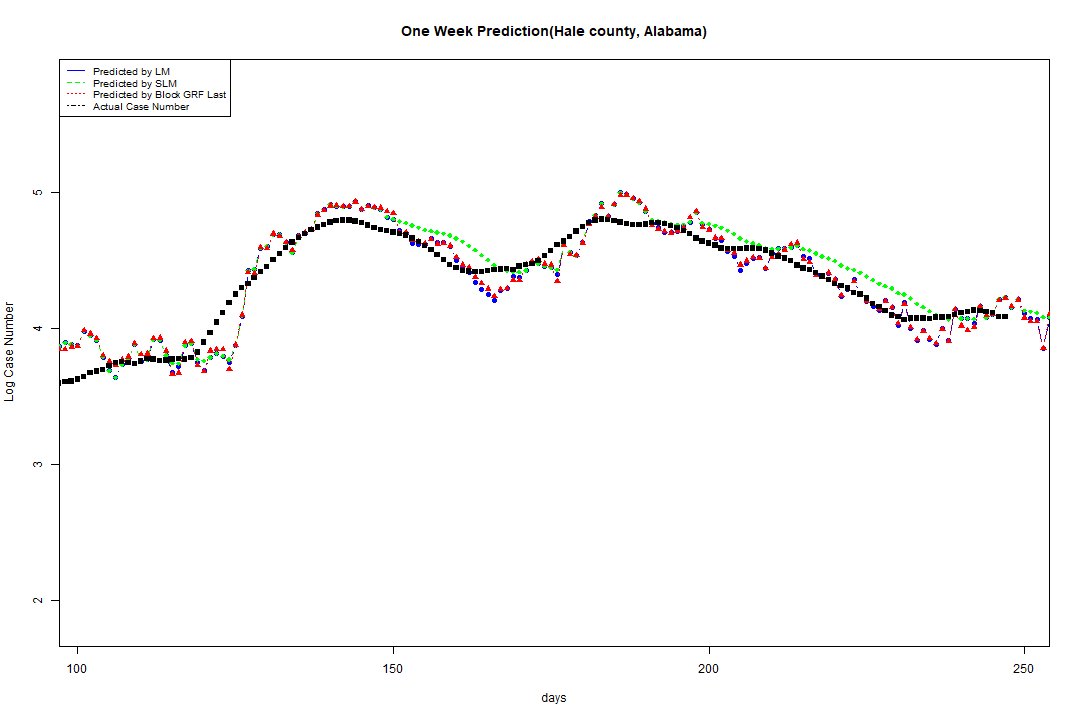 One Week Prediction(Hale county, Alabama)
Predicted by LM
Predicted by SLM
Predicted by Block GRF Last
Actual Case Number
5
4
3
2
Log Case Number
100 150 200 250
days